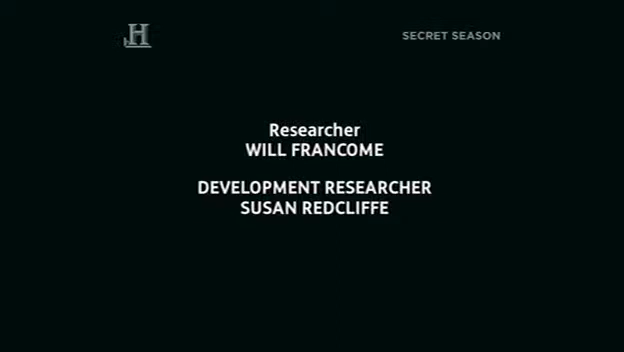 H
SECRET SEASON
Researcher
WILL FRANCOME
DEVELOPMENT RESEARCHER
SUSAN REDCLIFFE